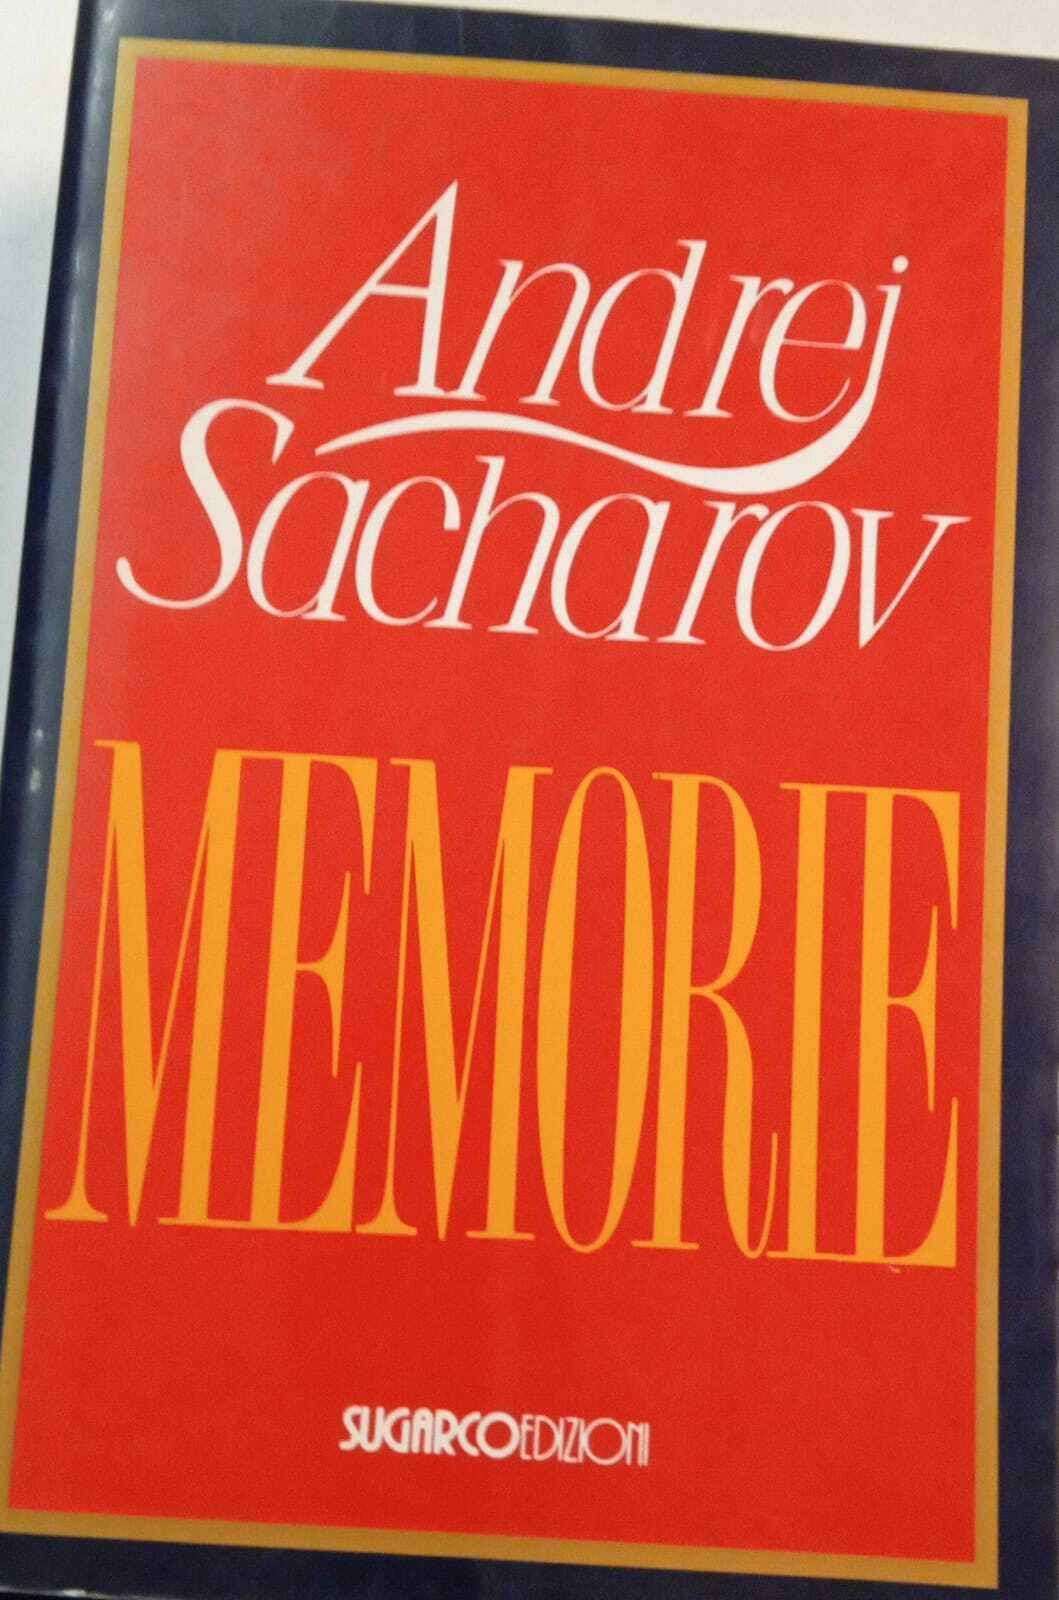 Andrej
Sacharov
MEMORIE
SUGARCOEDIZIONI